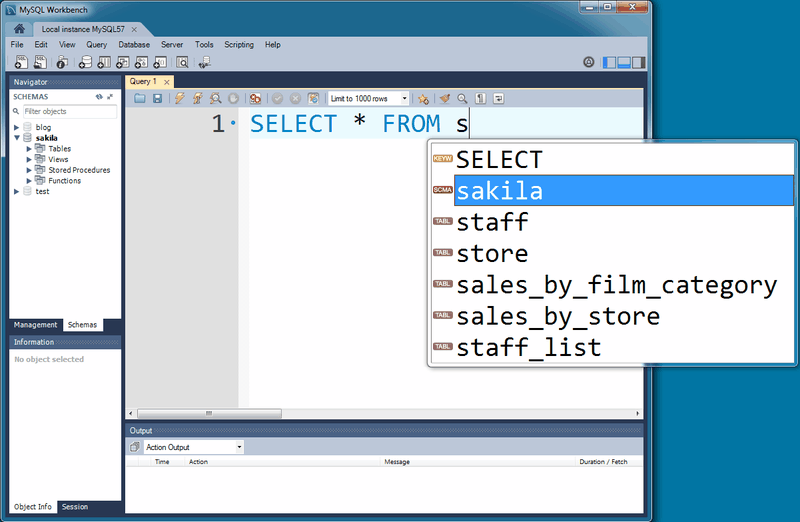 MySQL Workbench
Local instance MySQL57
File Edit View Query Database Server Tools Scripting Help
Navigator
SCHEMAS
Filter objects
blog
sakila
Tables
Views
Stored Procedures
Functions
test
Management Schemas
Information
No object selected
Object Info Session
Query 1
Limit to 1000 rows
1 SELECT * FROM s
KEYW SELECT
SCMA sakila
TABL staff
TABL store
TABL sales_by_film_category
TABL sales_by_store
TABL staff_list
Output
Action Output
Time Action Message Duration / Fetch